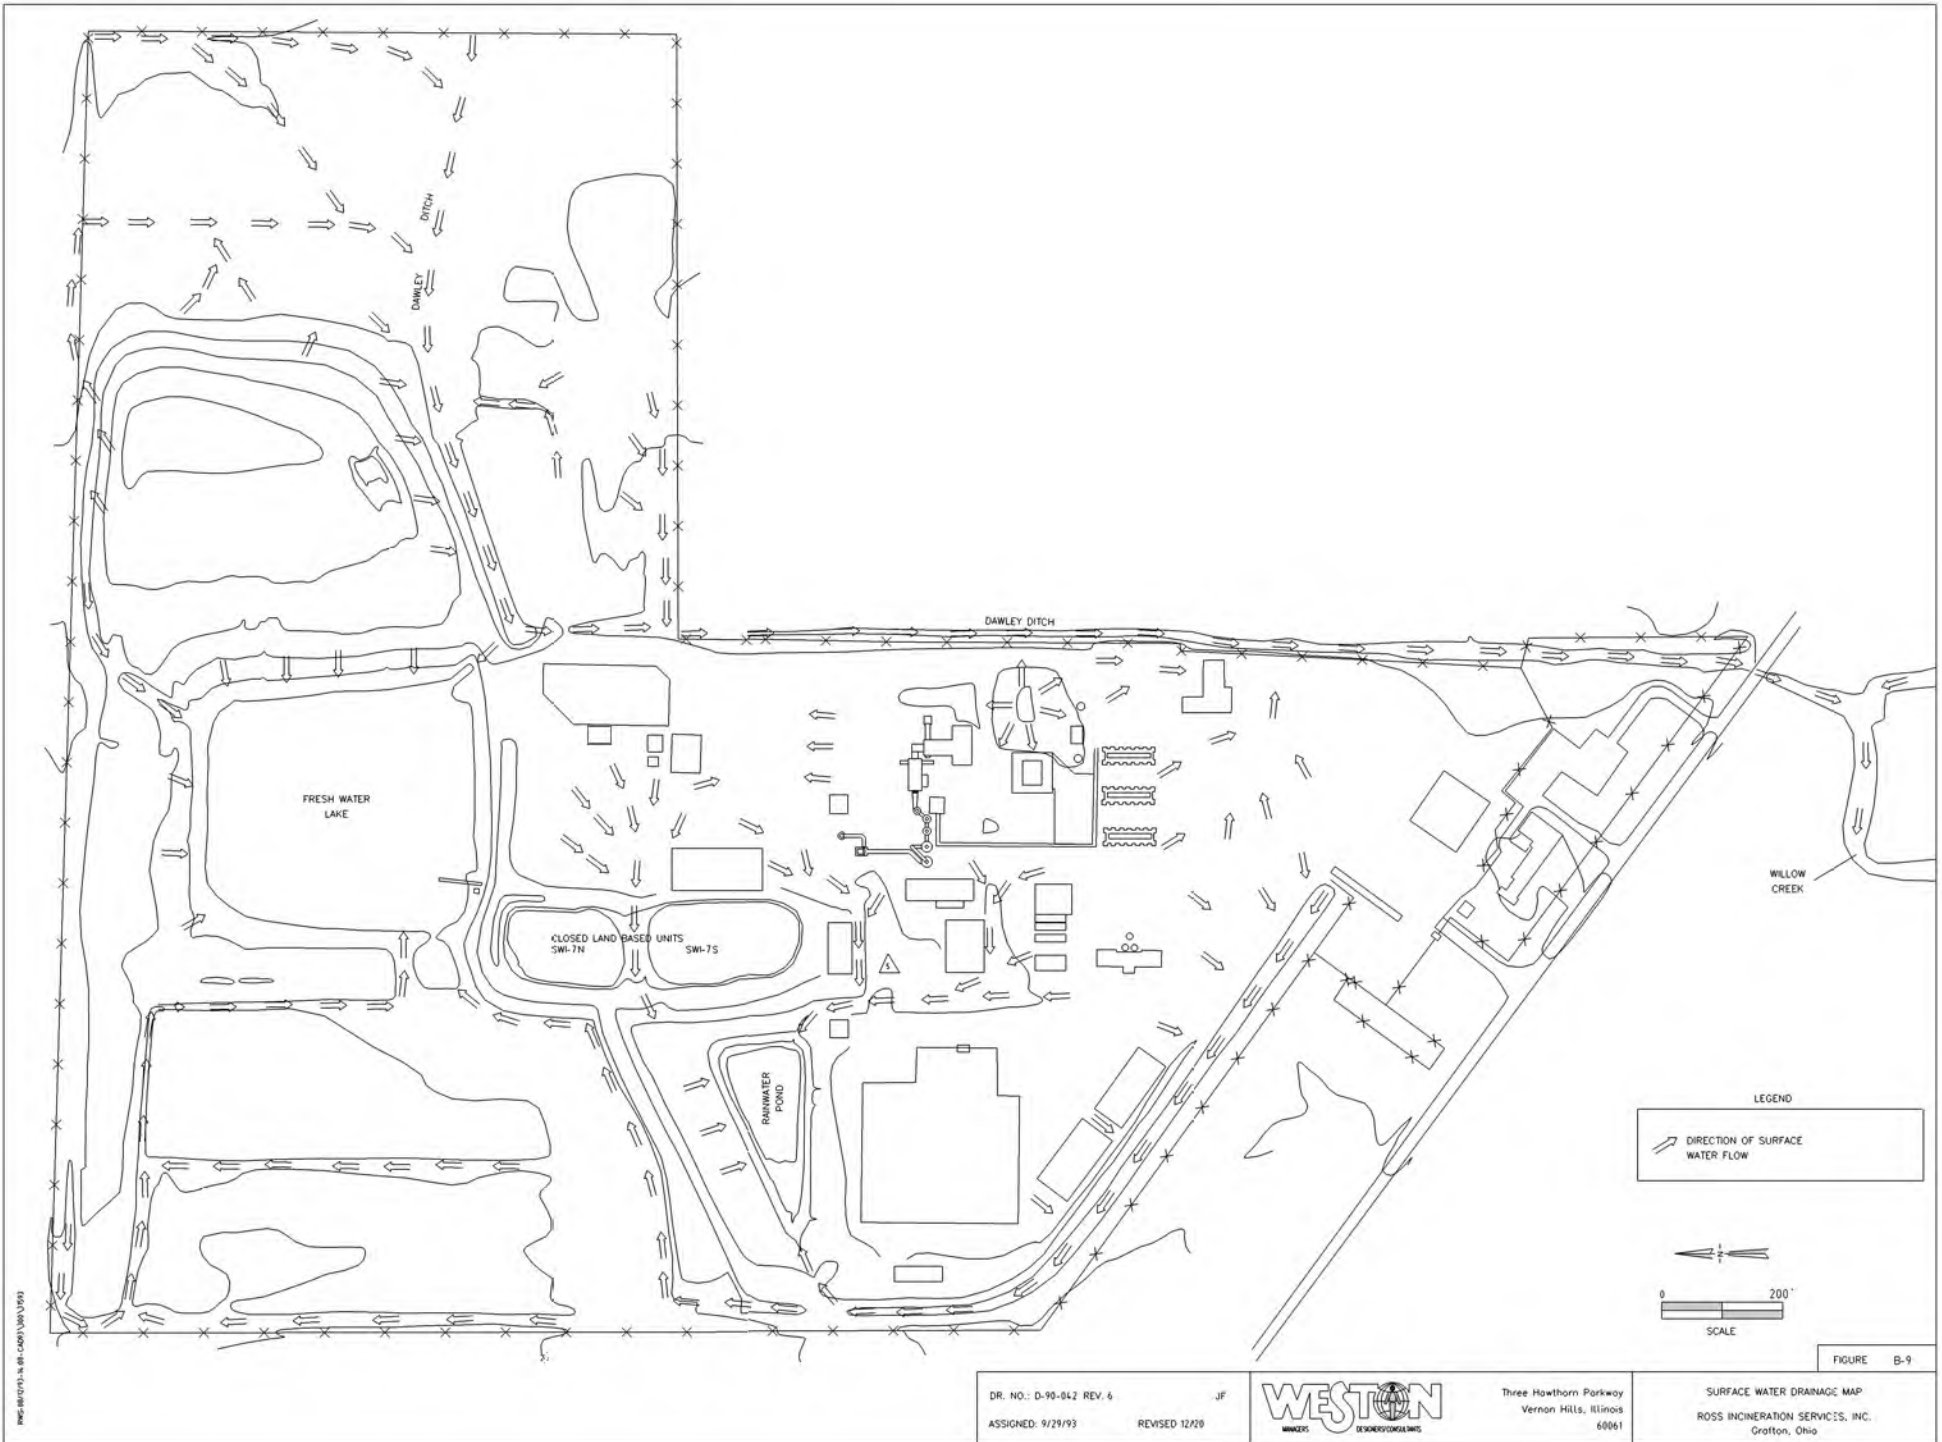 DITCH
DAWLEY
DAWLEY DITCH
FRESH WATER
LAKE
CLOSED LAND BASED UNITS
SWI-7N
SWI-7S
5
RAINWATER
POND
WILLOW
CREEK
LEGEND
DIRECTION OF SURFACE
WATER FLOW
N
0 200'
SCALE
FIGURE B-9
DR. NO.: D-90-042 REV. 6 JF
ASSIGNED: 9/29/93 REVISED 12/20
WESTON
MANAGERS DESIGNERS/CONSULTANTS
Three Hawthorn Parkway
Vernon Hills, Illinois
60061
SURFACE WATER DRAINAGE MAP
ROSS INCINERATION SERVICES, INC.
Grafton, Ohio